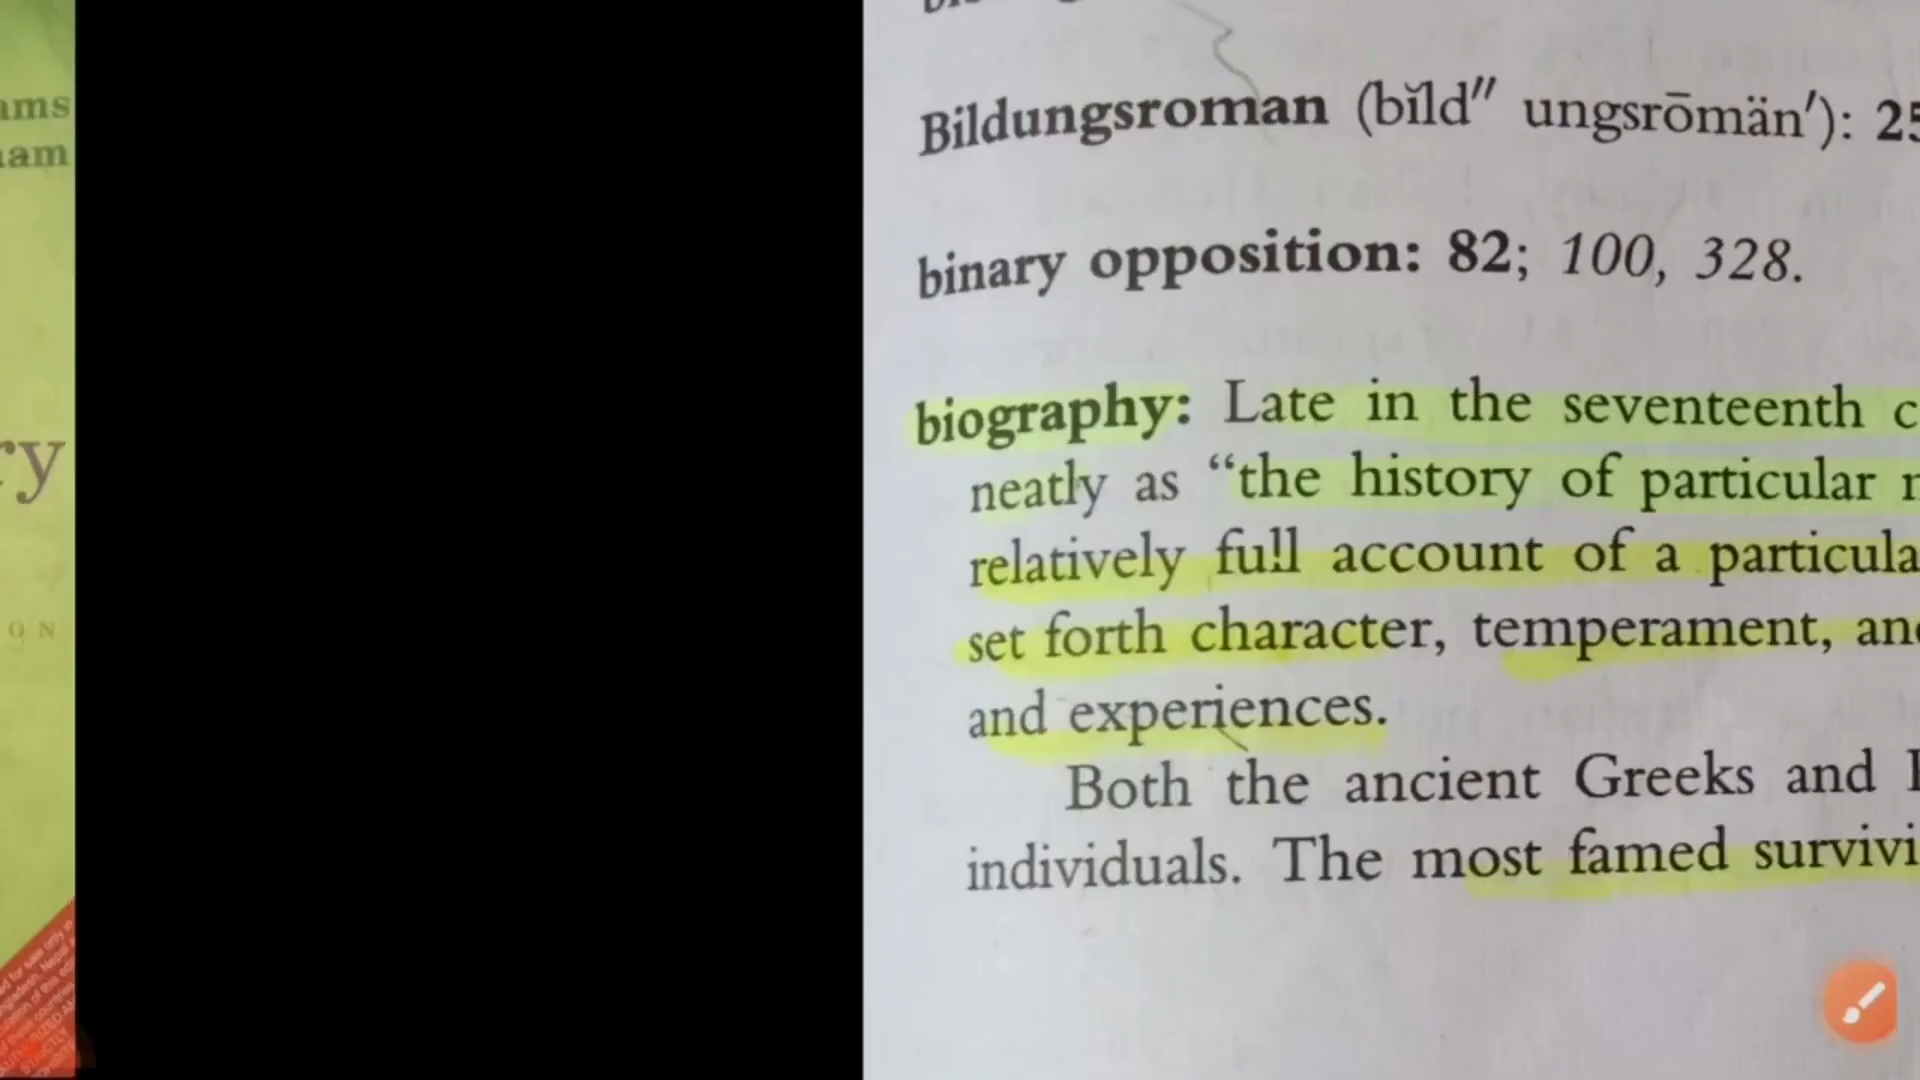 ams
am
ry
O N
Bildungsroman (bĭld″ ungsrōmän′): 25
binary opposition: 82; 100, 328.
biography: Late in the seventeenth c
neatly as “the history of particular
relatively full account of a particula
set forth character, temperament, and
and experiences.
Both the ancient Greeks and
individuals. The most famed survivi